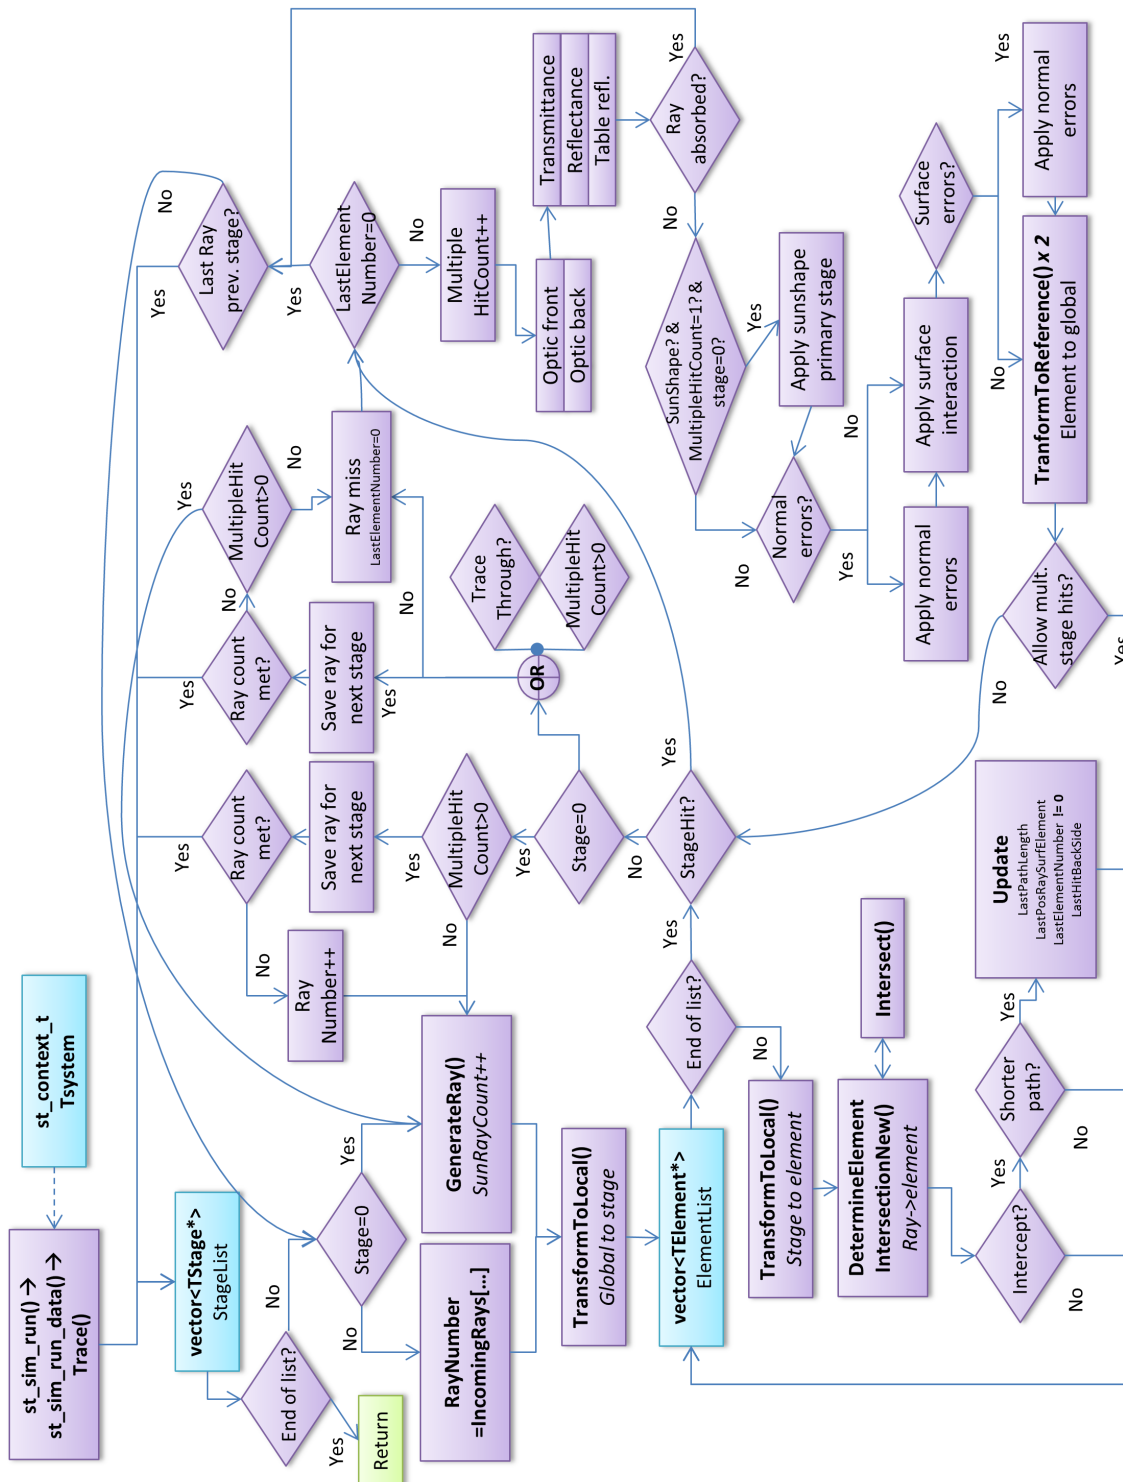 st_sim_run() →
st_sim_run_data() →
Trace()
st_context_t
Tsystem
vector<TStage*>
StageList
End of list?
Yes
Return
No
Stage=0
No
Yes
RayNumber
=IncomingRays[...]
GenerateRay()
SunRayCount++
TransformToLocal()
Global to stage
vector<TElement*>
ElementList
End of list?
No
Yes
TransformToLocal()
Stage to element
DetermineElement
IntersectionNew()
Ray->element
Intersect()
Intercept?
No
Yes
Shorter
path?
No
Yes
Update
LastPathLength
LastPosRaySurfElement
LastElementNumber != 0
LastHitBackSide
StageHit?
No
Yes
Stage=0
Yes
MultipleHit
Count>0
No
Yes
Save ray for
next stage
Ray count
met?
No
Yes
Ray
Number++
OR
Trace
Through?
MultipleHit
Count>0
Yes
No
Save ray for
next stage
Ray count
met?
Yes
No
MultipleHit
Count>0
Yes
No
Ray miss
LastElementNumber=0
LastElement
Number=0
Yes
No
Last Ray
prev. stage?
Yes
No
Multiple
HitCount++
Optic front
Optic back
Transmittance
Reflectance
Table refl.
Ray
absorbed?
Yes
No
SunShape? &
MultipleHitCount=1? &
stage=0?
Yes
No
Apply sunshape
primary stage
Normal
errors?
Yes
No
Apply normal
errors
Apply surface
interaction
Surface
errors?
Yes
No
Apply normal
errors
TranformToReference() x 2
Element to global
Allow mult.
stage hits?
No
Yes